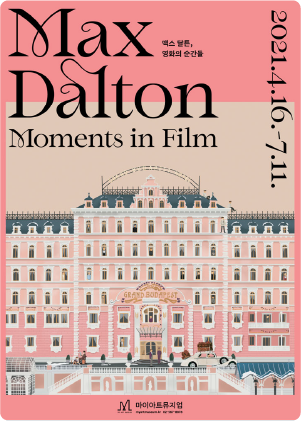 Max
Dalton
Moments in Film
맥스 달튼,
영화의 순간들
2021.4.16.-7.11.
GRAND BUDAPEST
M
마이아트뮤지엄